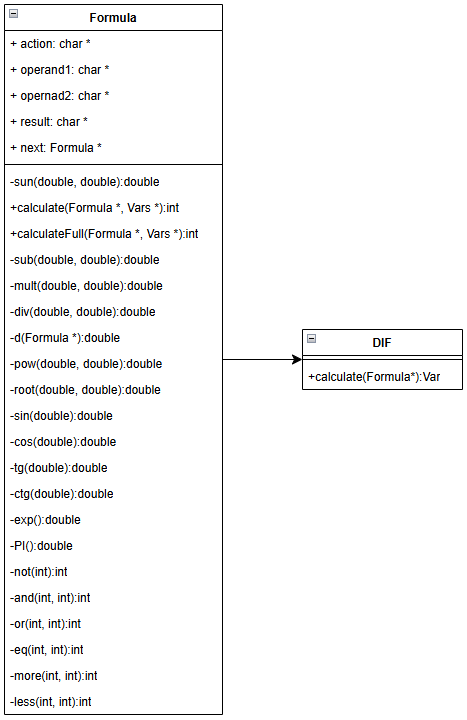 Formula
+ action: char *
+ operand1: char *
+ opernad2: char *
+ result: char *
+ next: Formula *
-sun(double, double):double
+calculate(Formula *, Vars *):int
+calculateFull(Formula *, Vars *):int
-sub(double, double):double
-mult(double, double):double
-div(double, double):double
-d(Formula *):double
-pow(double, double):double
-root(double, double):double
-sin(double):double
-cos(double):double
-tg(double):double
-ctg(double):double
-exp():double
-PI():double
-not(int):int
-and(int, int):int
-or(int, int):int
-eq(int, int):int
-more(int, int):int
-less(int, int):int
DIF
+calculate(Formula*):Var